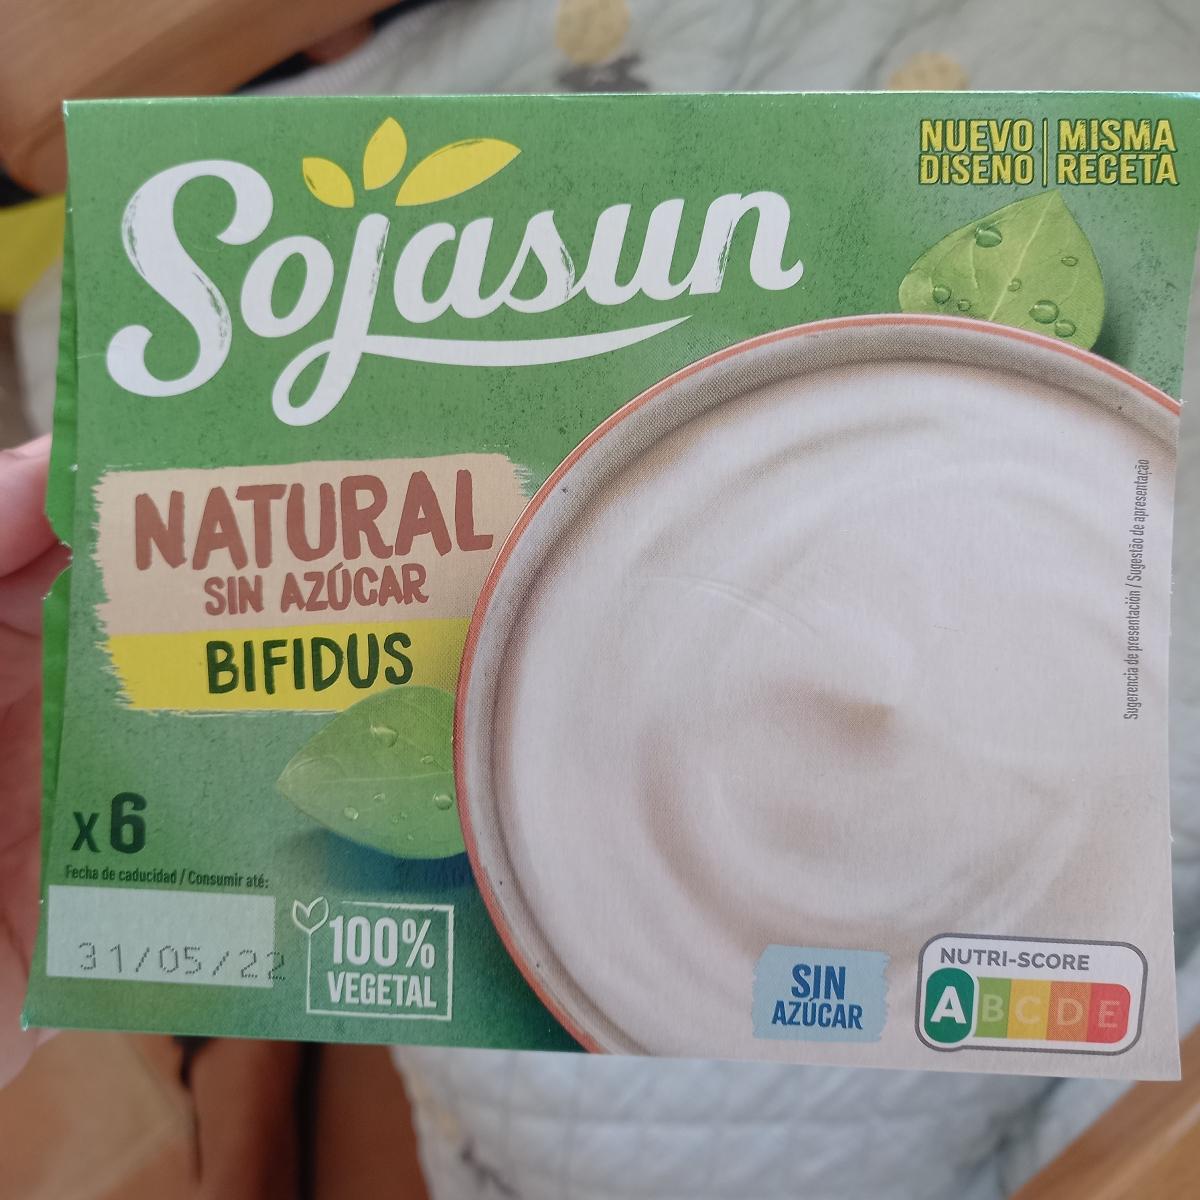 Sojasun
NUEVO DISENO | MISMA RECETA
NATURAL
SIN AZÚCAR
BIFIDUS
Sugerencia de presentación / Sugestão de apresentação
x6
Fecha de caducidad / Consumir até:
31/05/22
100%
VEGETAL
SIN
AZÚCAR
NUTRI-SCORE
A B C D E